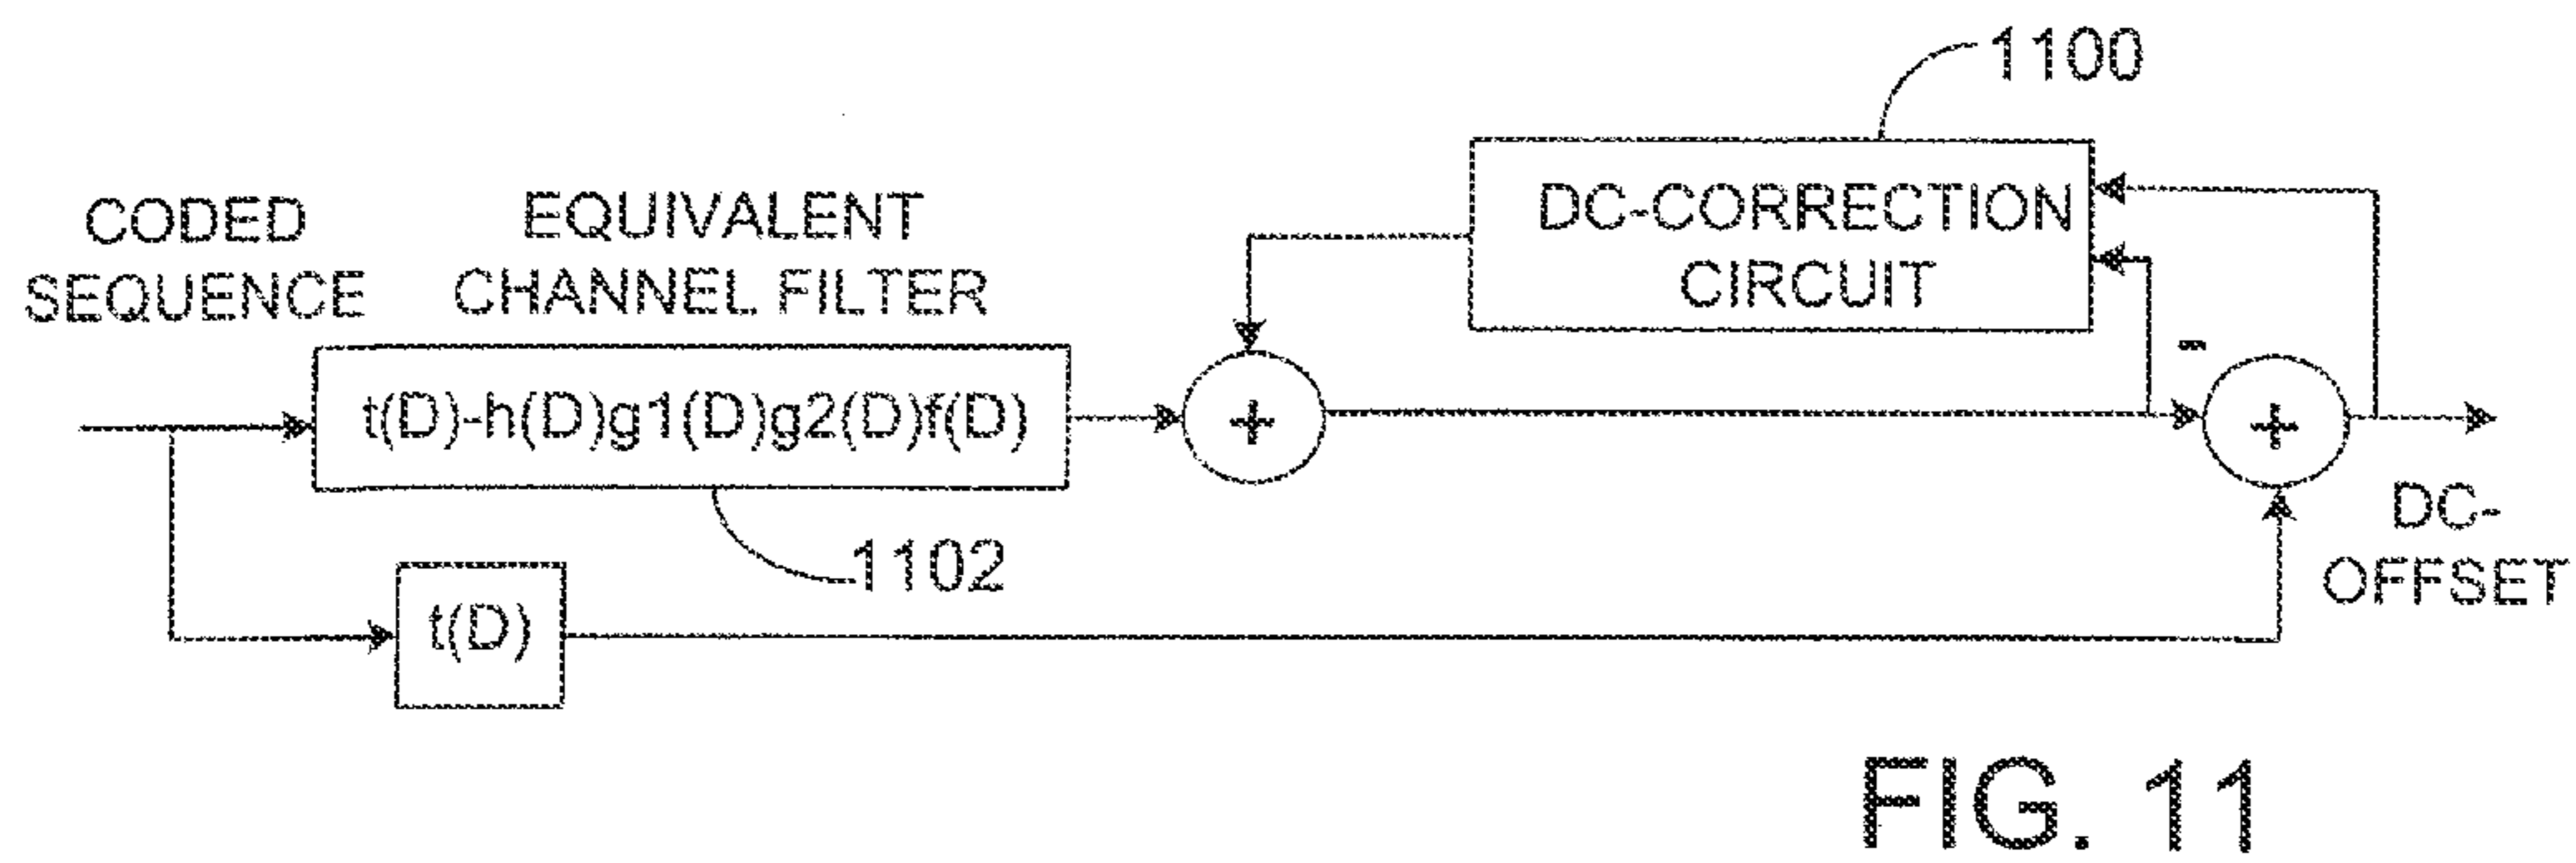 1100
CODED
SEQUENCE
EQUIVALENT
CHANNEL FILTER
DC-CORRECTION
CIRCUIT
-
t(D)-h(D)g1(D)g2(D)f(D)
+
+
1102
t(D)
DC-
OFFSET
FIG. 11